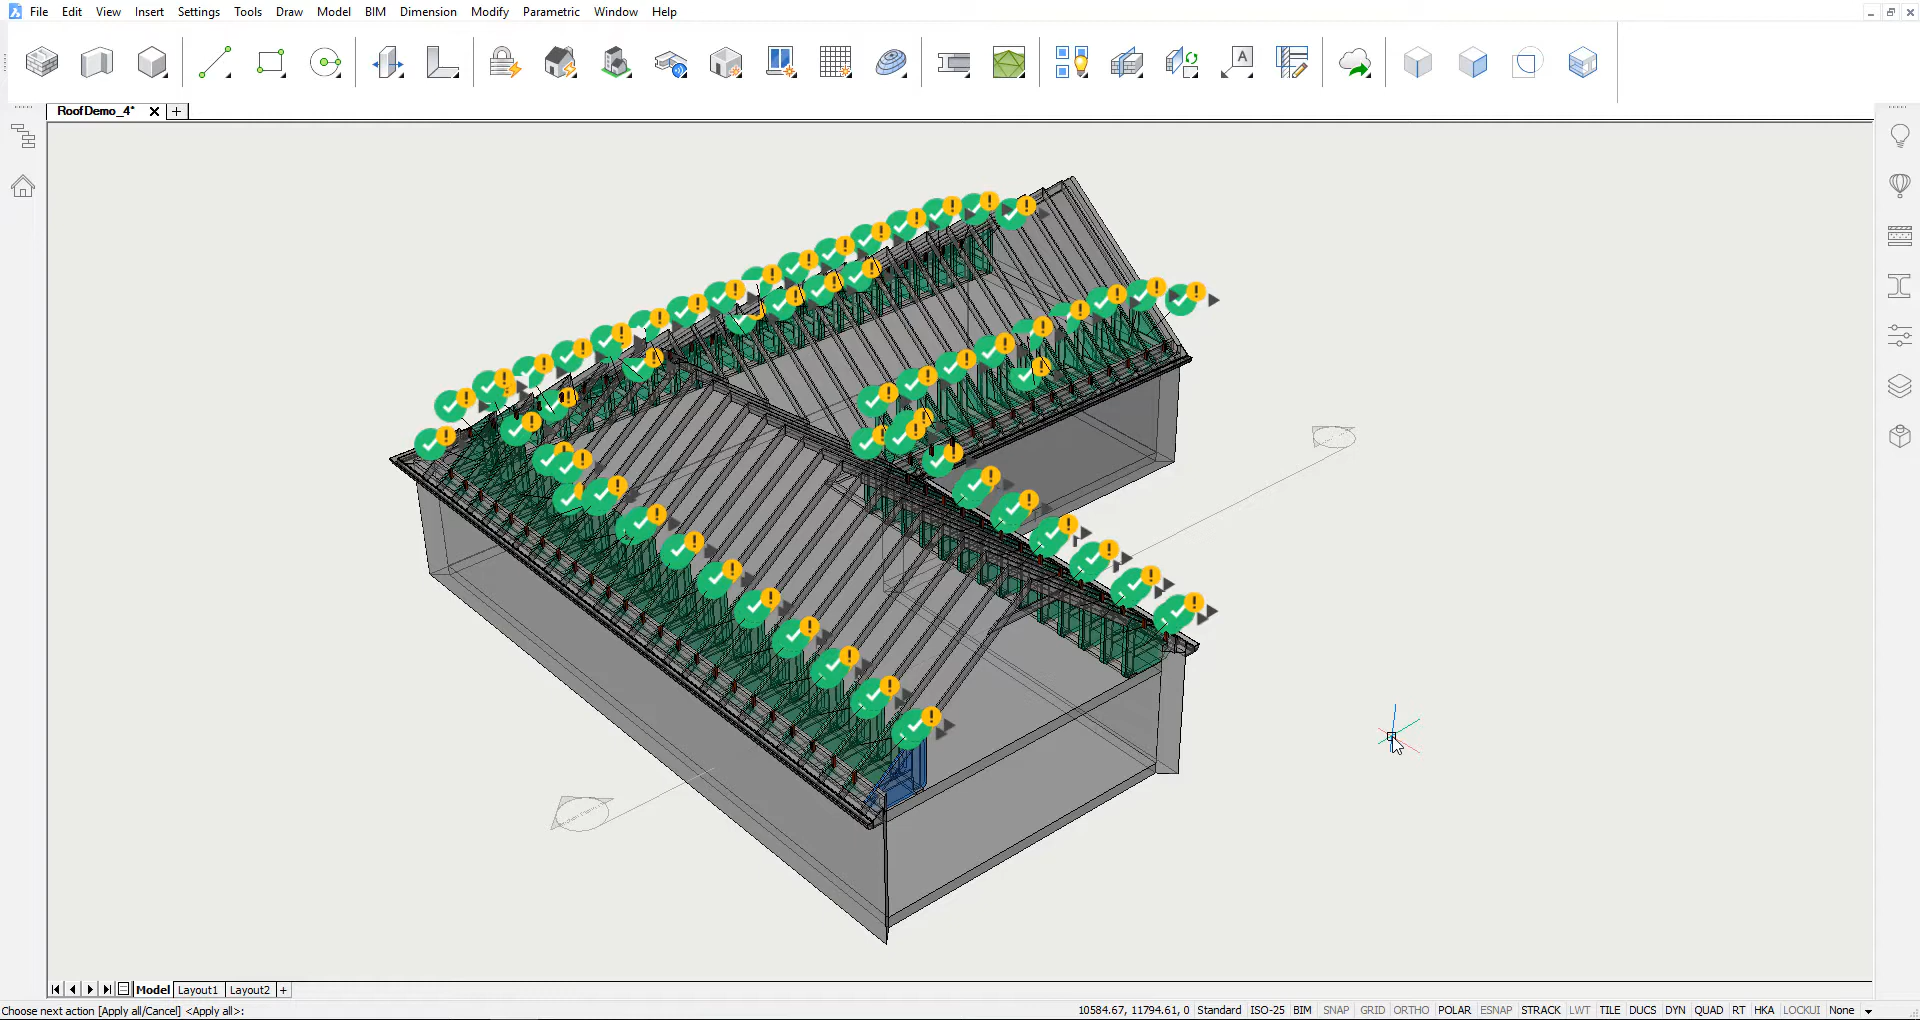 File Edit View Insert Settings Tools Draw Model BIM Dimension Modify Parametric Window Help
A
RoofDemo_4*
Model Layout1 Layout2 +
Choose next action [Apply all/Cancel] <Apply all>:
10584.67, 11794.61, 0 Standard ISO-25 BIM SNAP GRID ORTHO POLAR ESNAP STRACK LWT TILE DUCS DYN QUAD RT HKA LOCKUI None